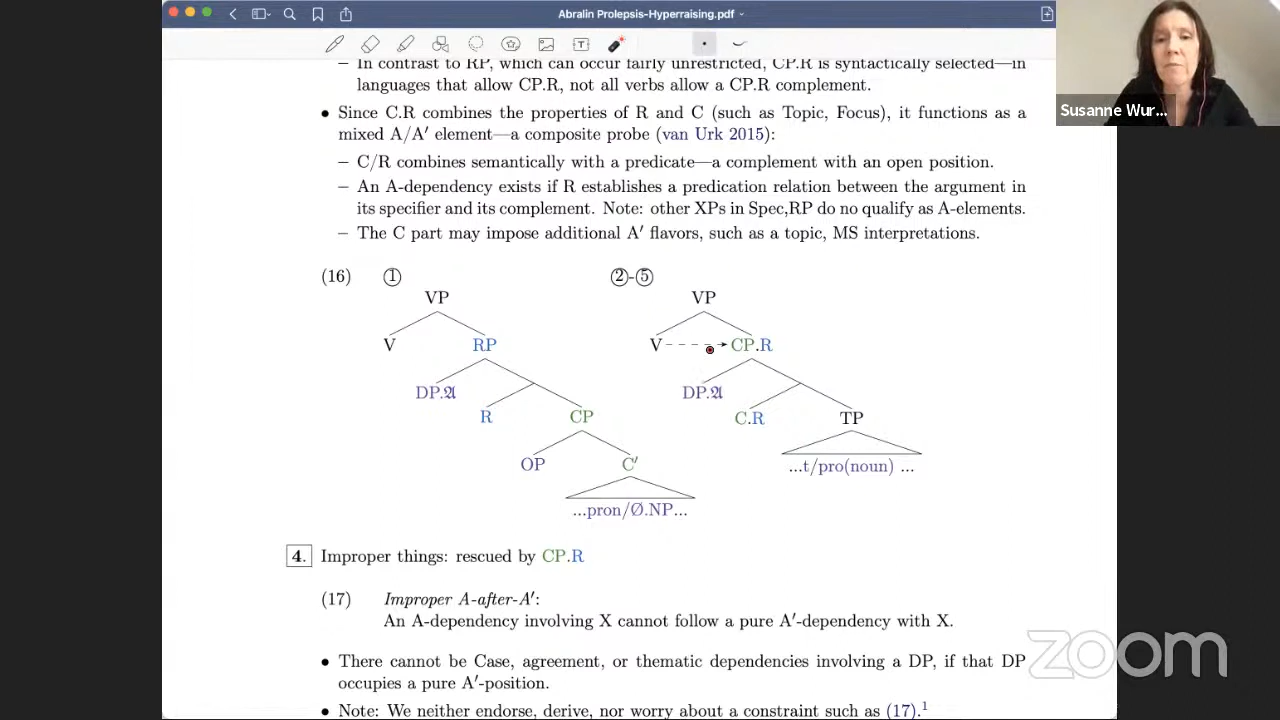 Abralin Prolepsis-Hyperraising.pdf
– In contrast to RP, which can occur fairly unrestricted, CP.R is syntactically selected—in
languages that allow CP.R, not all verbs allow a CP.R complement.
Susanne Wur...
• Since C.R combines the properties of R and C (such as Topic, Focus), it functions as a
mixed A/A′ element—a composite probe (van Urk 2015):
– C/R combines semantically with a predicate—a complement with an open position.
– An A-dependency exists if R establishes a predication relation between the argument in
its specifier and its complement. Note: other XPs in Spec,RP do no qualify as A-elements.
– The C part may impose additional A′ flavors, such as a topic, MS interpretations.
(16) ① ②-⑤
VP VP
V RP V CP.R
DP.𝔄 DP.𝔄
R CP C.R TP
OP C′ ...t/pro(noun) ...
...pron/Ø.NP...
4. Improper things: rescued by CP.R
(17) Improper A-after-A′:
An A-dependency involving X cannot follow a pure A′-dependency with X.
• There cannot be Case, agreement, or thematic dependencies involving a DP, if that DP
occupies a pure A′-position.
zoom
• Note: We neither endorse, derive, nor worry about a constraint such as (17).¹